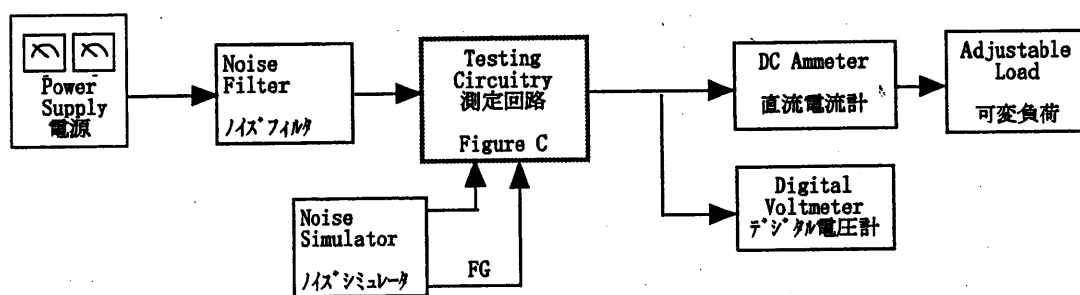 Power
Supply
電源
Noise
Filter
ノイズフィルタ
Testing
Circuitry
測定回路
Figure C
DC Ammeter
直流電流計
Adjustable
Load
可変負荷
Noise
Simulator
ノイズシミュレータ
FG
Digital
Voltmeter
デジタル電圧計